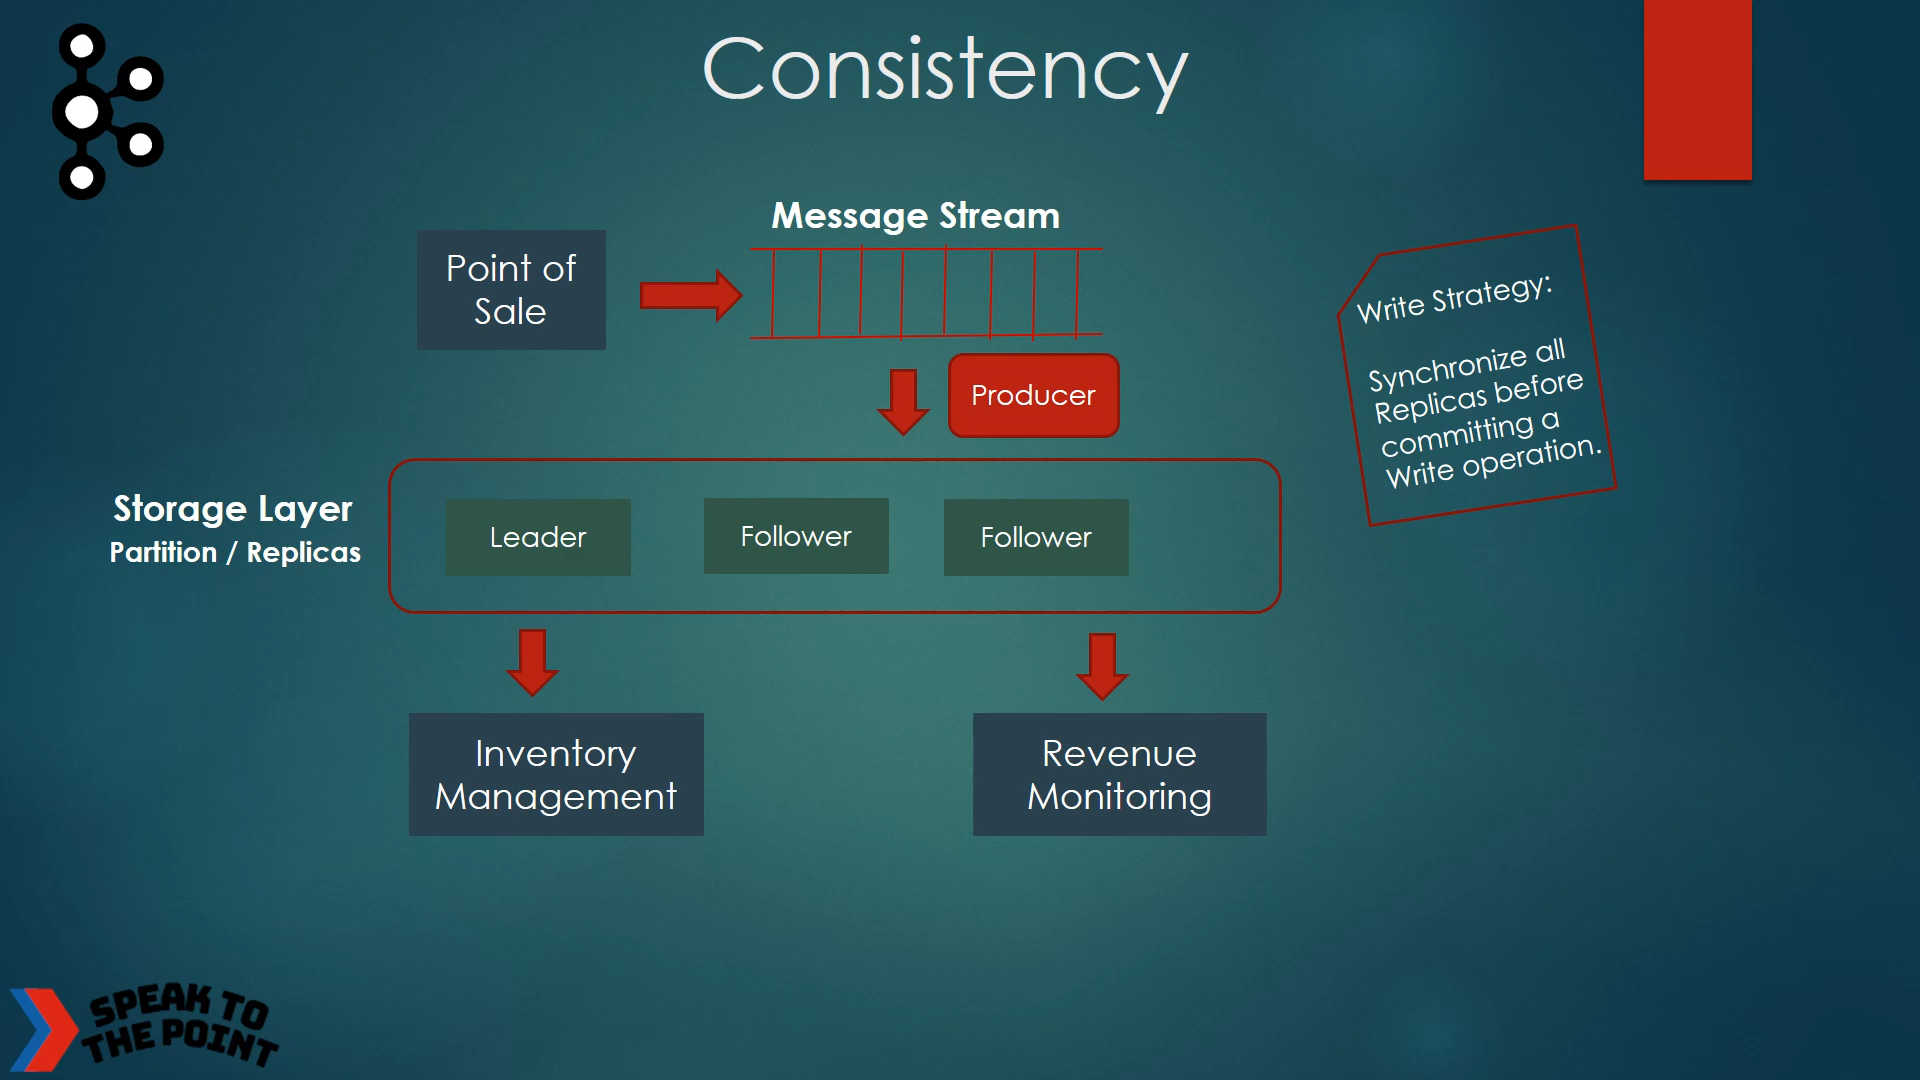 Consistency
Message Stream
Point of
Sale
Producer
Write Strategy:
Synchronize all
Replicas before
committing a
Write operation.
Storage Layer
Partition / Replicas
Leader
Follower
Follower
Inventory
Management
Revenue
Monitoring
SPEAK TO
THE POINT